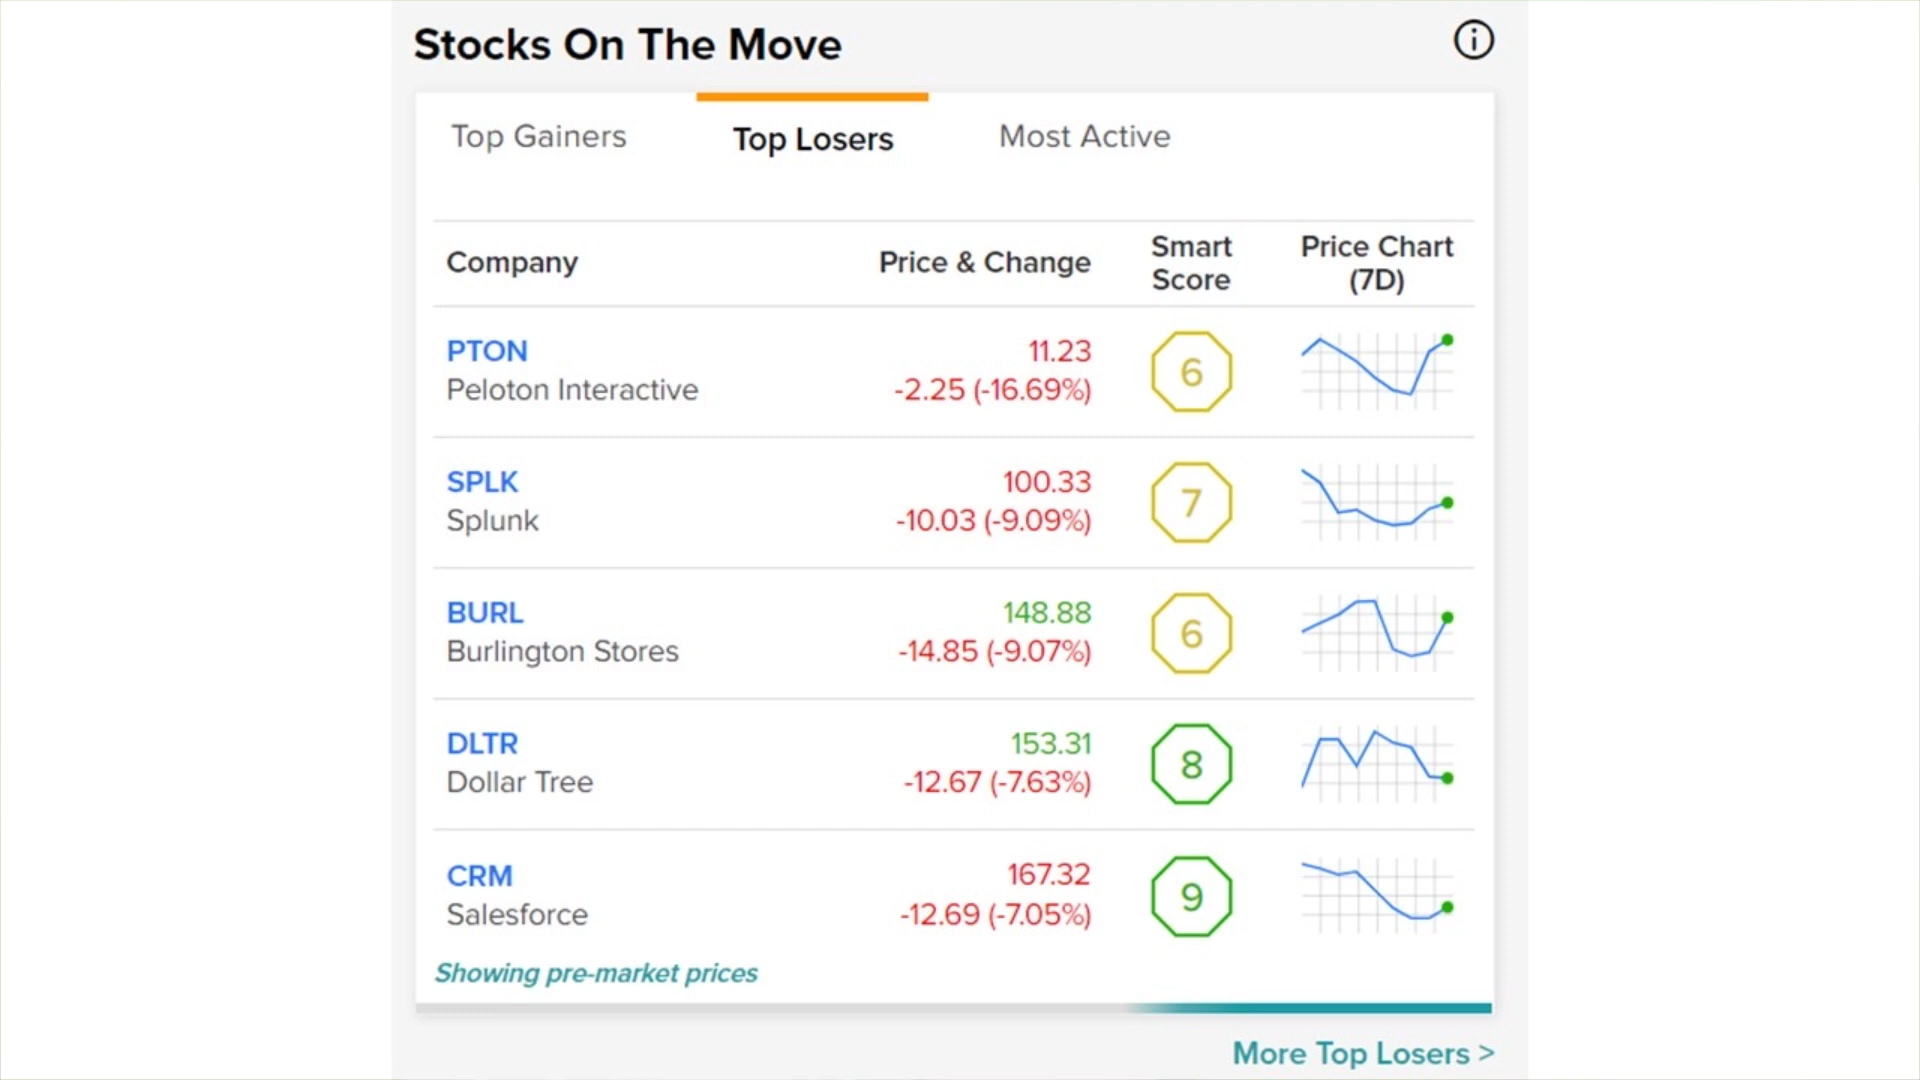 Stocks On The Move
Top Gainers
Top Losers
Most Active
Company
Price & Change
Smart
Score
Price Chart
(7D)
PTON
Peloton Interactive
11.23
-2.25 (-16.69%)
6
SPLK
Splunk
100.33
-10.03 (-9.09%)
7
BURL
Burlington Stores
148.88
-14.85 (-9.07%)
6
DLTR
Dollar Tree
153.31
-12.67 (-7.63%)
8
CRM
Salesforce
167.32
-12.69 (-7.05%)
9
Showing pre-market prices
More Top Losers >